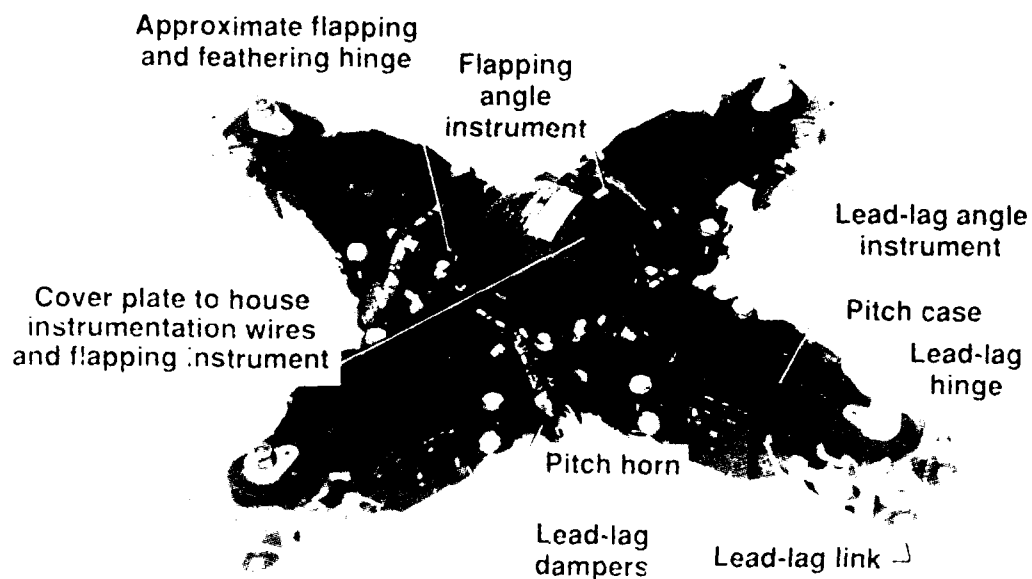 Approximate flapping
and feathering hinge
Flapping
angle
instrument
Lead-lag angle
instrument
Cover plate to house
instrumentation wires
and flapping instrument
Pitch case
Lead-lag
hinge
Pitch horn
Lead-lag
dampers
Lead-lag link